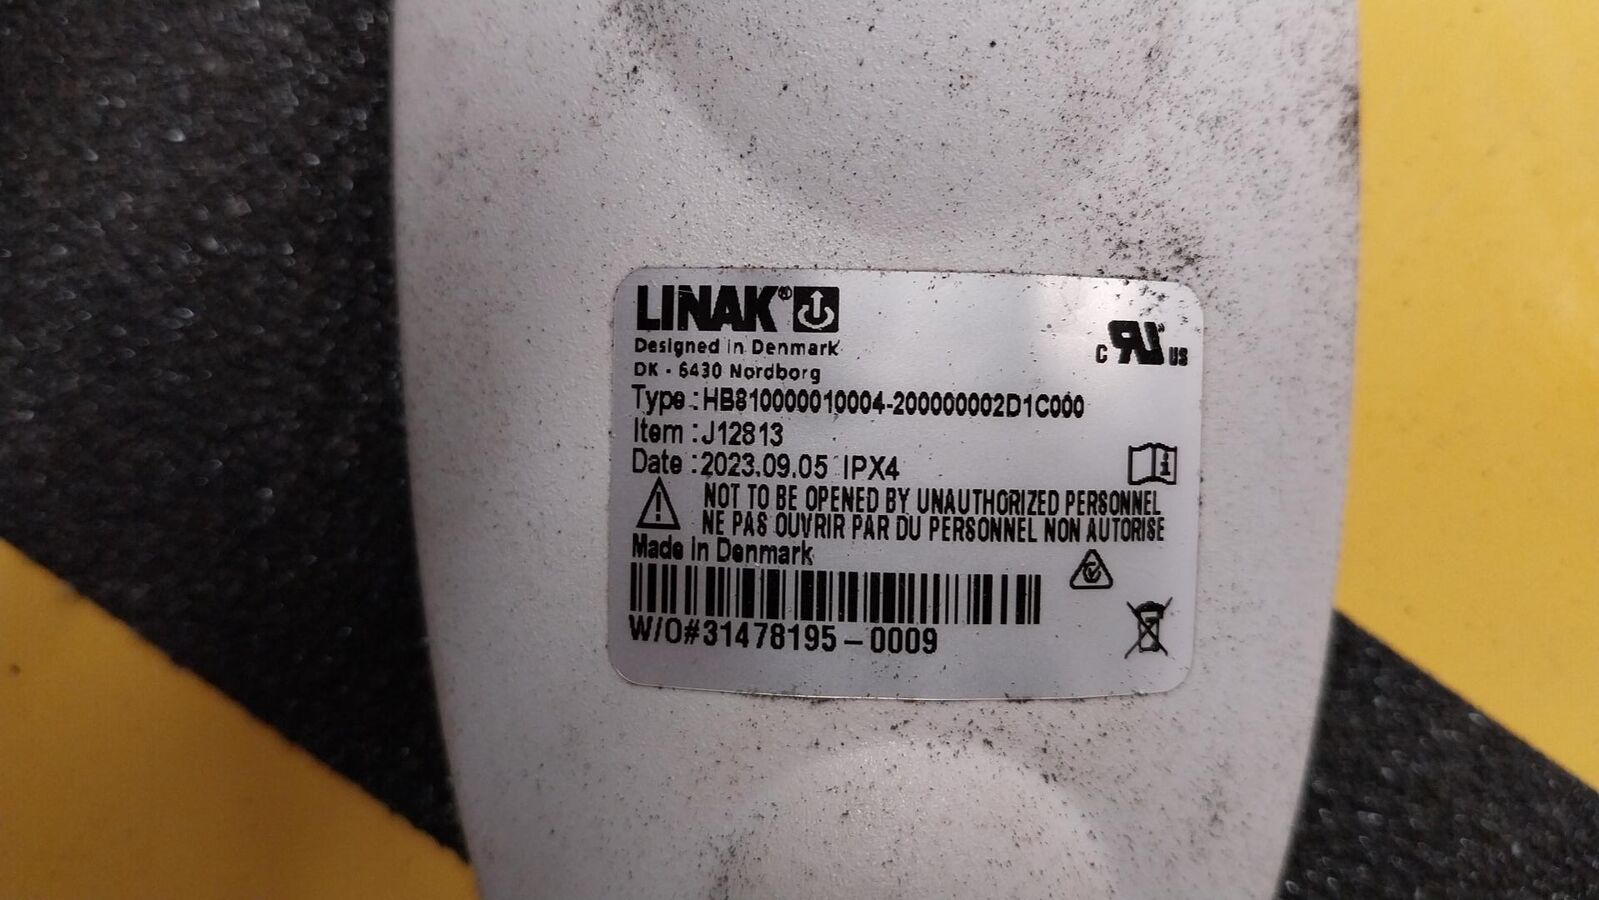 LINAK®
Designed in Denmark
DK - 6430 Nordborg
Type : HB810000010004-200000002D1C000
Item : J12813
Date : 2023.09.05 IPX4
NOT TO BE OPENED BY UNAUTHORIZED PERSONNEL
NE PAS OUVRIR PAR DU PERSONNEL NON AUTORISE
Made in Denmark
W/O#31478195-0009
C RU US